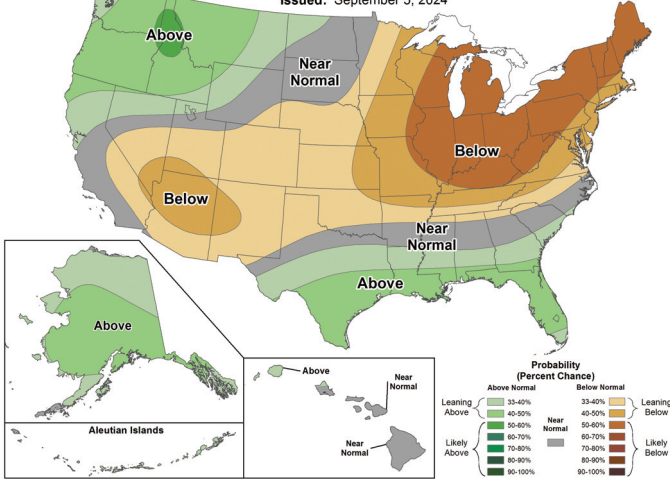 Issued: September 5, 2024
Above
Near
Normal
Below
Below
Near
Normal
Above
Above
Aleutian Islands
Above
Near
Normal
Near
Normal
Probability
(Percent Chance)
Above Normal
Below Normal
Leaning
Above
33-40%
40-50%
Likely
Above
50-60%
60-70%
70-80%
80-90%
90-100%
Near
Normal
33-40%
40-50%
Leaning
Below
50-60%
60-70%
70-80%
80-90%
90-100%
Likely
Below